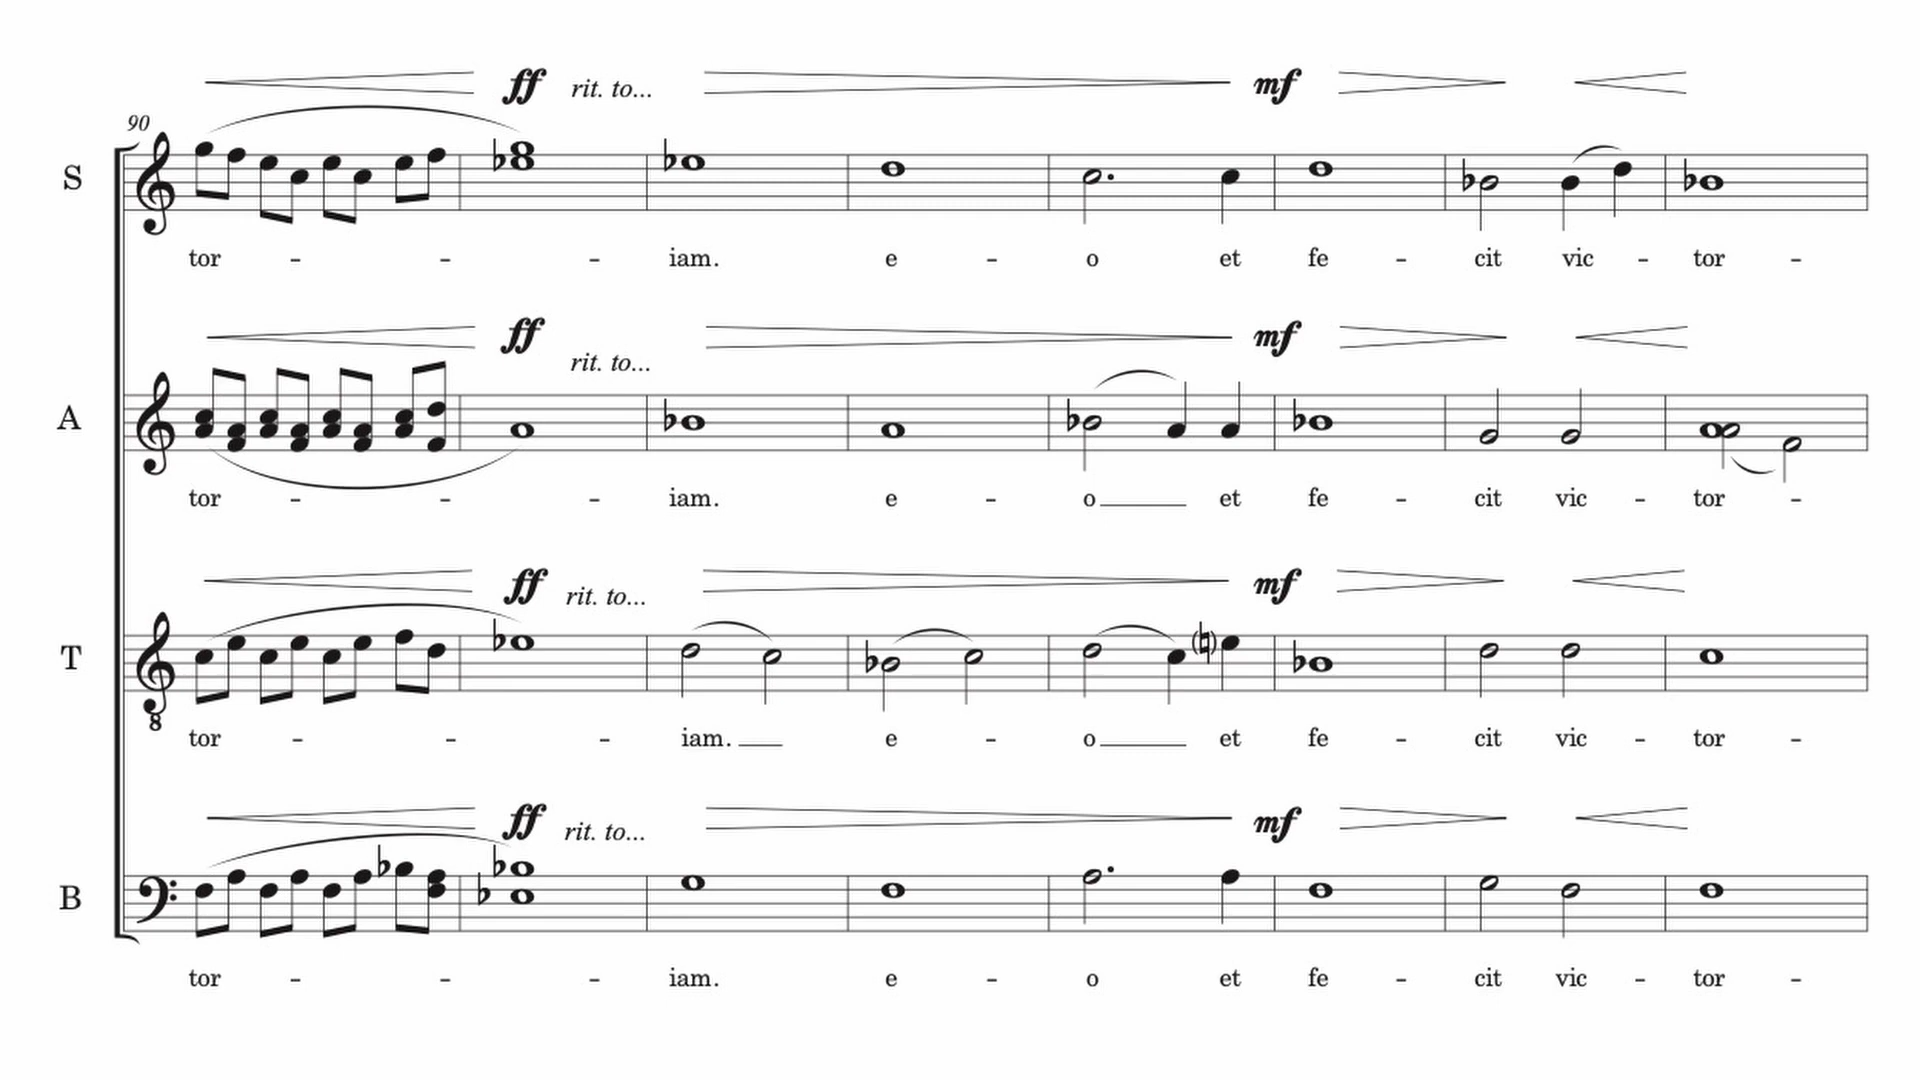 ff rit. to... mf
90
S
tor - - - iam. e - o et fe - cit vic - tor -
ff mf
rit. to...
A
tor - - - iam. e - o et fe - cit vic - tor -
ff rit. to... mf
T
8
tor - - - iam. e - o et fe - cit vic - tor -
ff rit. to... mf
B
tor - - - iam. e - o et fe - cit vic - tor -